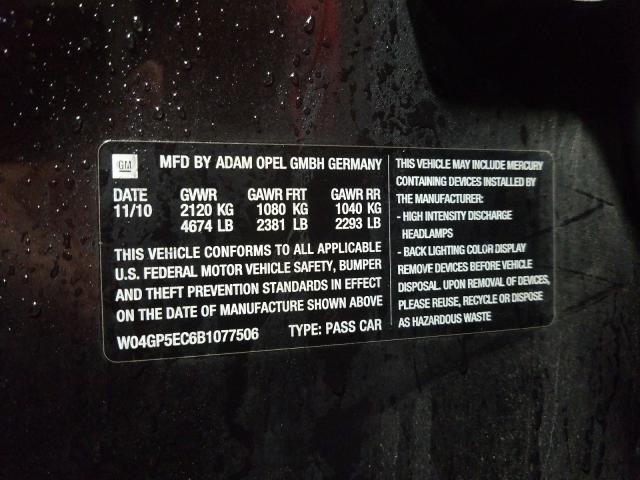 GM
MFD BY ADAM OPEL GMBH GERMANY
DATE GVWR GAWR FRT GAWR RR
11/10 2120 KG 1080 KG 1040 KG
4674 LB 2381 LB 2293 LB
THIS VEHICLE CONFORMS TO ALL APPLICABLE
U.S. FEDERAL MOTOR VEHICLE SAFETY, BUMPER
AND THEFT PREVENTION STANDARDS IN EFFECT
ON THE DATE OF MANUFACTURE SHOWN ABOVE
W04GP5EC6B1077506 TYPE: PASS CAR
THIS VEHICLE MAY INCLUDE MERCURY
CONTAINING DEVICES INSTALLED BY
THE MANUFACTURER:
- HIGH INTENSITY DISCHARGE
HEADLAMPS
- BACK LIGHTING COLOR DISPLAY
REMOVE DEVICES BEFORE VEHICLE
DISPOSAL. UPON REMOVAL OF DEVICES,
PLEASE REUSE, RECYCLE OR DISPOSE
AS HAZARDOUS WASTE